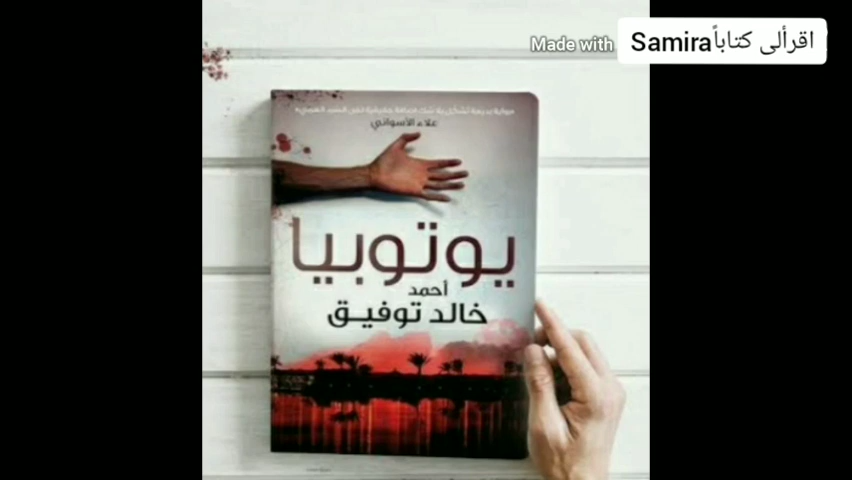 Made with
Samira اقرألى كتاباً
علاء الأسواني
يوتوبيا
أحمد
خالد توفيق